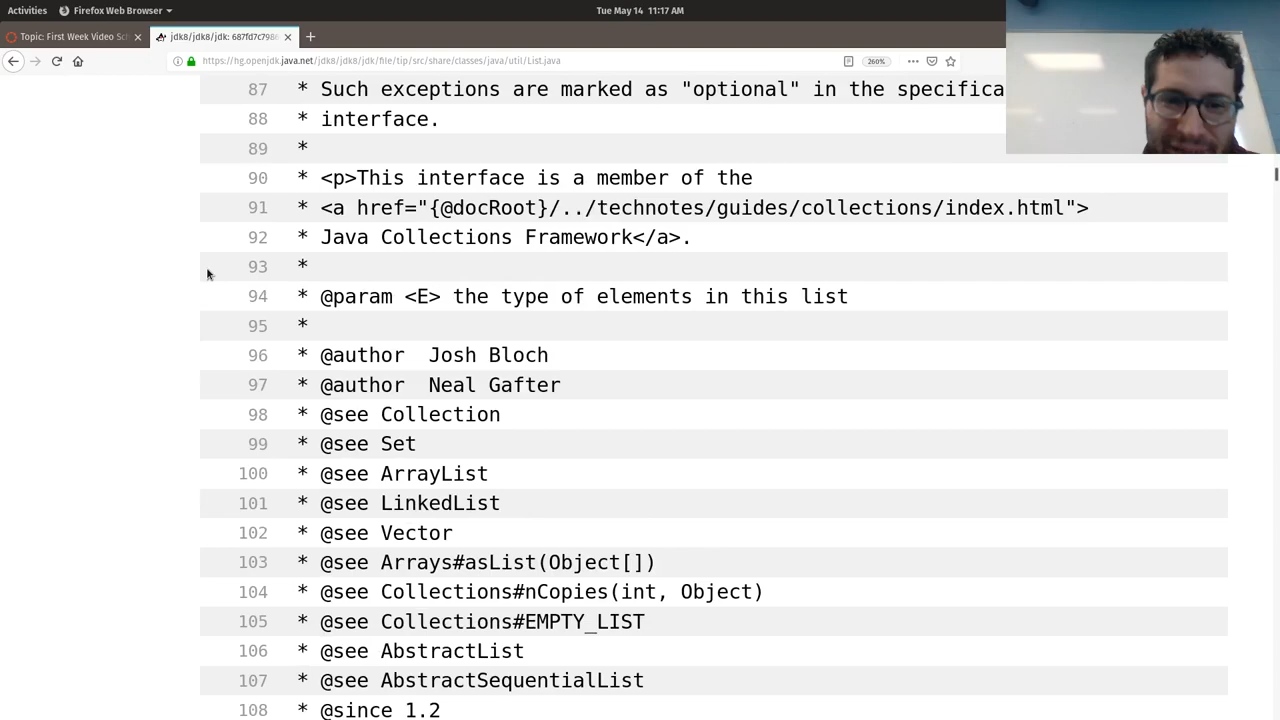 Activities
Firefox Web Browser
Tue May 14 11:17 AM
Topic: First Week Video Sch
jdk8/jdk8/jdk: 687fd7c7986
https://hg.openjdk.java.net/jdk8/jdk8/jdk/file/tip/src/share/classes/java/util/List.java
260%
87 * Such exceptions are marked as "optional" in the specifica
88 * interface.
89 *
90 * <p>This interface is a member of the
91 * <a href="{@docRoot}/../technotes/guides/collections/index.html">
92 * Java Collections Framework</a>.
93 *
94 * @param <E> the type of elements in this list
95 *
96 * @author  Josh Bloch
97 * @author  Neal Gafter
98 * @see Collection
99 * @see Set
100 * @see ArrayList
101 * @see LinkedList
102 * @see Vector
103 * @see Arrays#asList(Object[])
104 * @see Collections#nCopies(int, Object)
105 * @see Collections#EMPTY_LIST
106 * @see AbstractList
107 * @see AbstractSequentialList
108 * @since 1.2